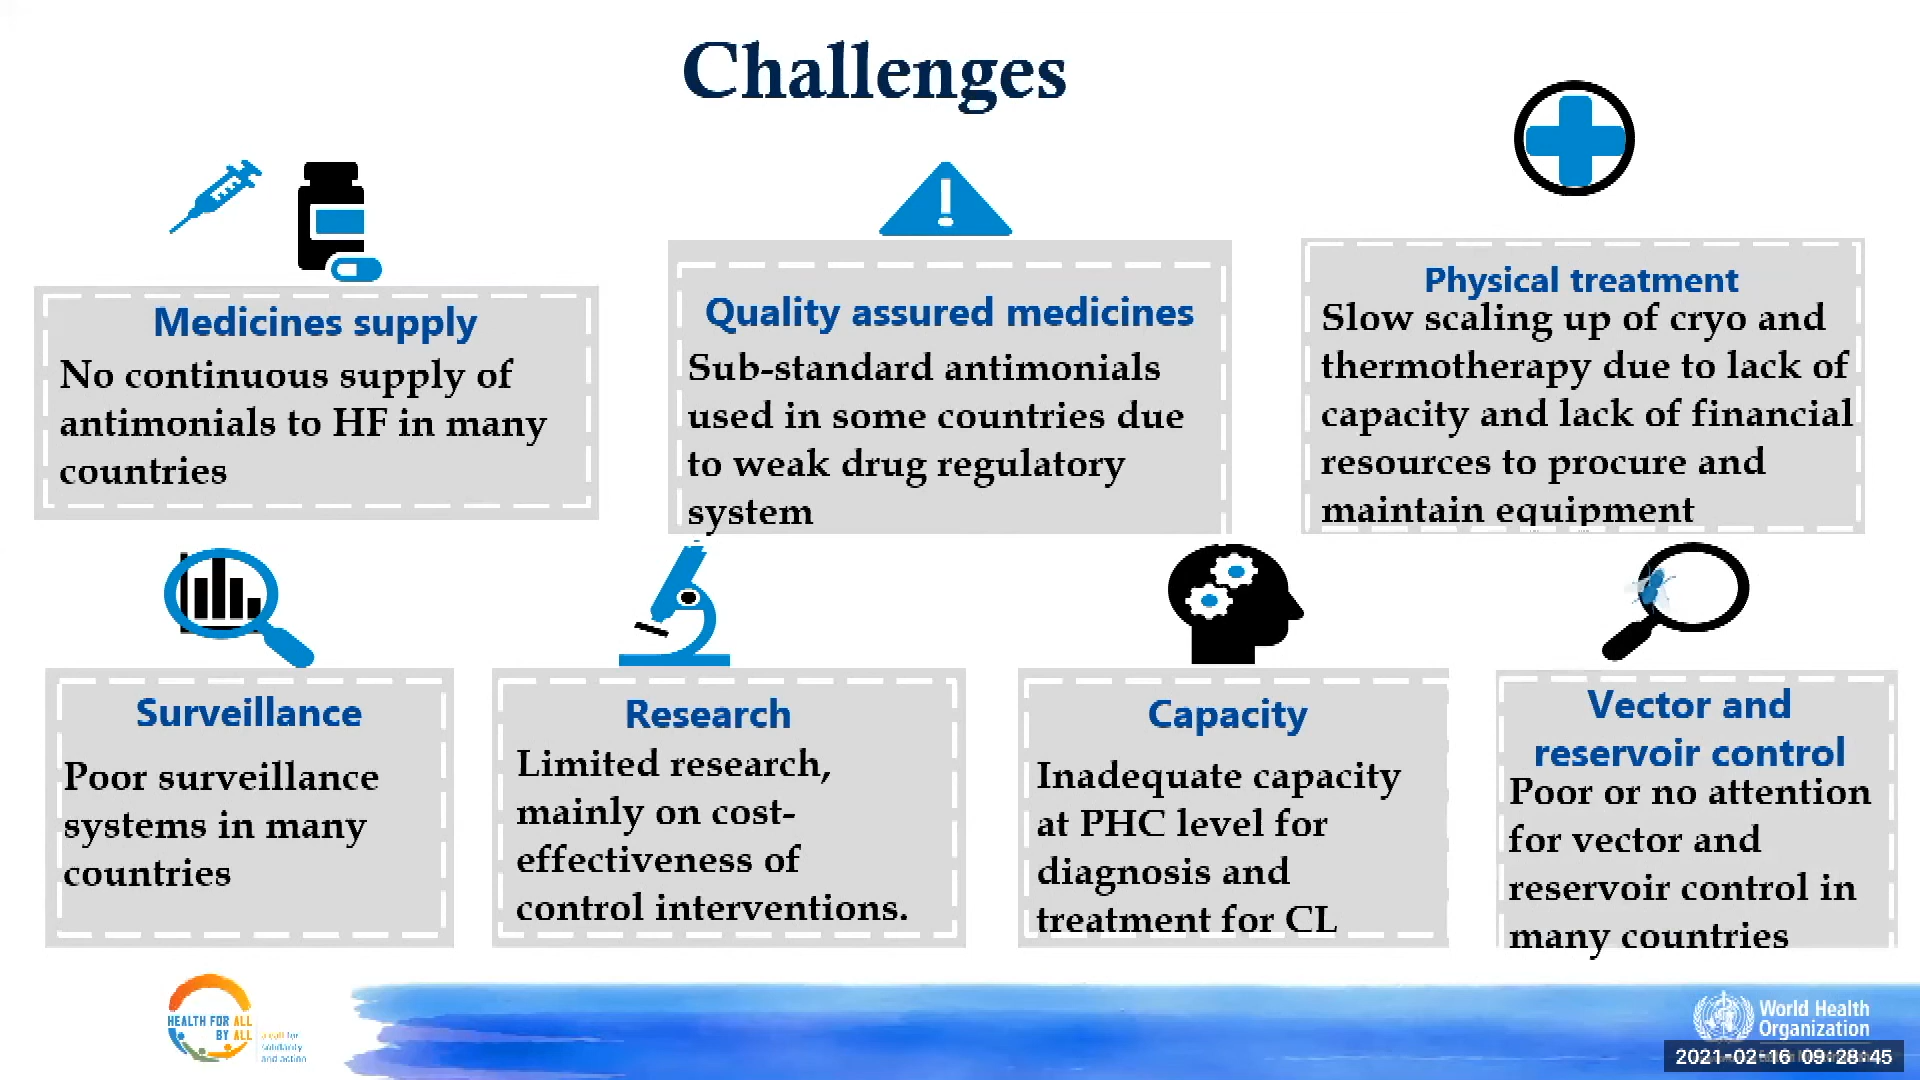 Challenges
Medicines supply
No continuous supply of
antimonials to HF in many
countries
Quality assured medicines
Sub-standard antimonials
used in some countries due
to weak drug regulatory
system
Physical treatment
Slow scaling up of cryo and
thermotherapy due to lack of
capacity and lack of financial
resources to procure and
maintain equipment
Surveillance
Poor surveillance
systems in many
countries
Research
Limited research,
mainly on cost-
effectiveness of
control interventions.
Capacity
Inadequate capacity
at PHC level for
diagnosis and
treatment for CL
Vector and
reservoir control
Poor or no attention
for vector and
reservoir control in
many countries
HEALTH FOR ALL
BY ALL
a call for
solidarity
and action
World Health
Organization
2021-02-16 09:28:45